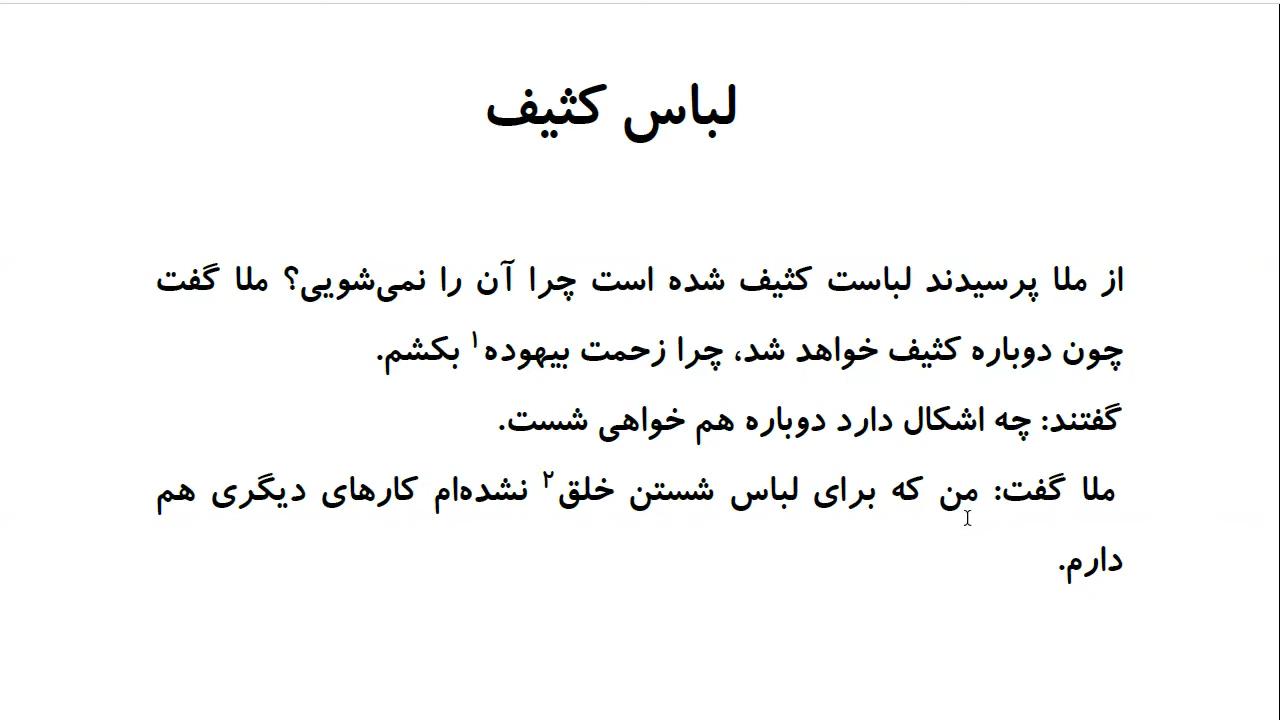 لباس کثیف
از ملا پرسیدند لباست کثیف شده است چرا آن را نمی‌شویی؟ ملا گفت
چون دوباره کثیف خواهد شد، چرا زحمت بیهوده۱ بکشم.
گفتند: چه اشکال دارد دوباره هم خواهی شست.
ملا گفت: من که برای لباس شستن خلق۲ نشده‌ام کارهای دیگری هم
دارم.